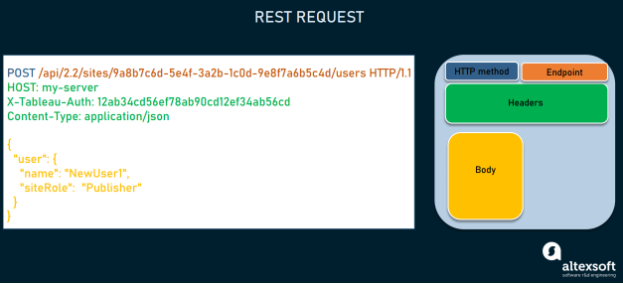 REST REQUEST
POST /api/2.2/sites/9a8b7c6d-5e4f-3a2b-1c0d-9e8f7a6b5c4d/users HTTP/1.1
HOST: my-server
X-Tableau-Auth: 12ab34cd56ef78ab90cd12ef34ab56cd
Content-Type: application/json
{
"user": {
"name": "NewUser1",
"siteRole": "Publisher"
}
}
HTTP method
Endpoint
Headers
Body
altexsoft
software r&d engineering